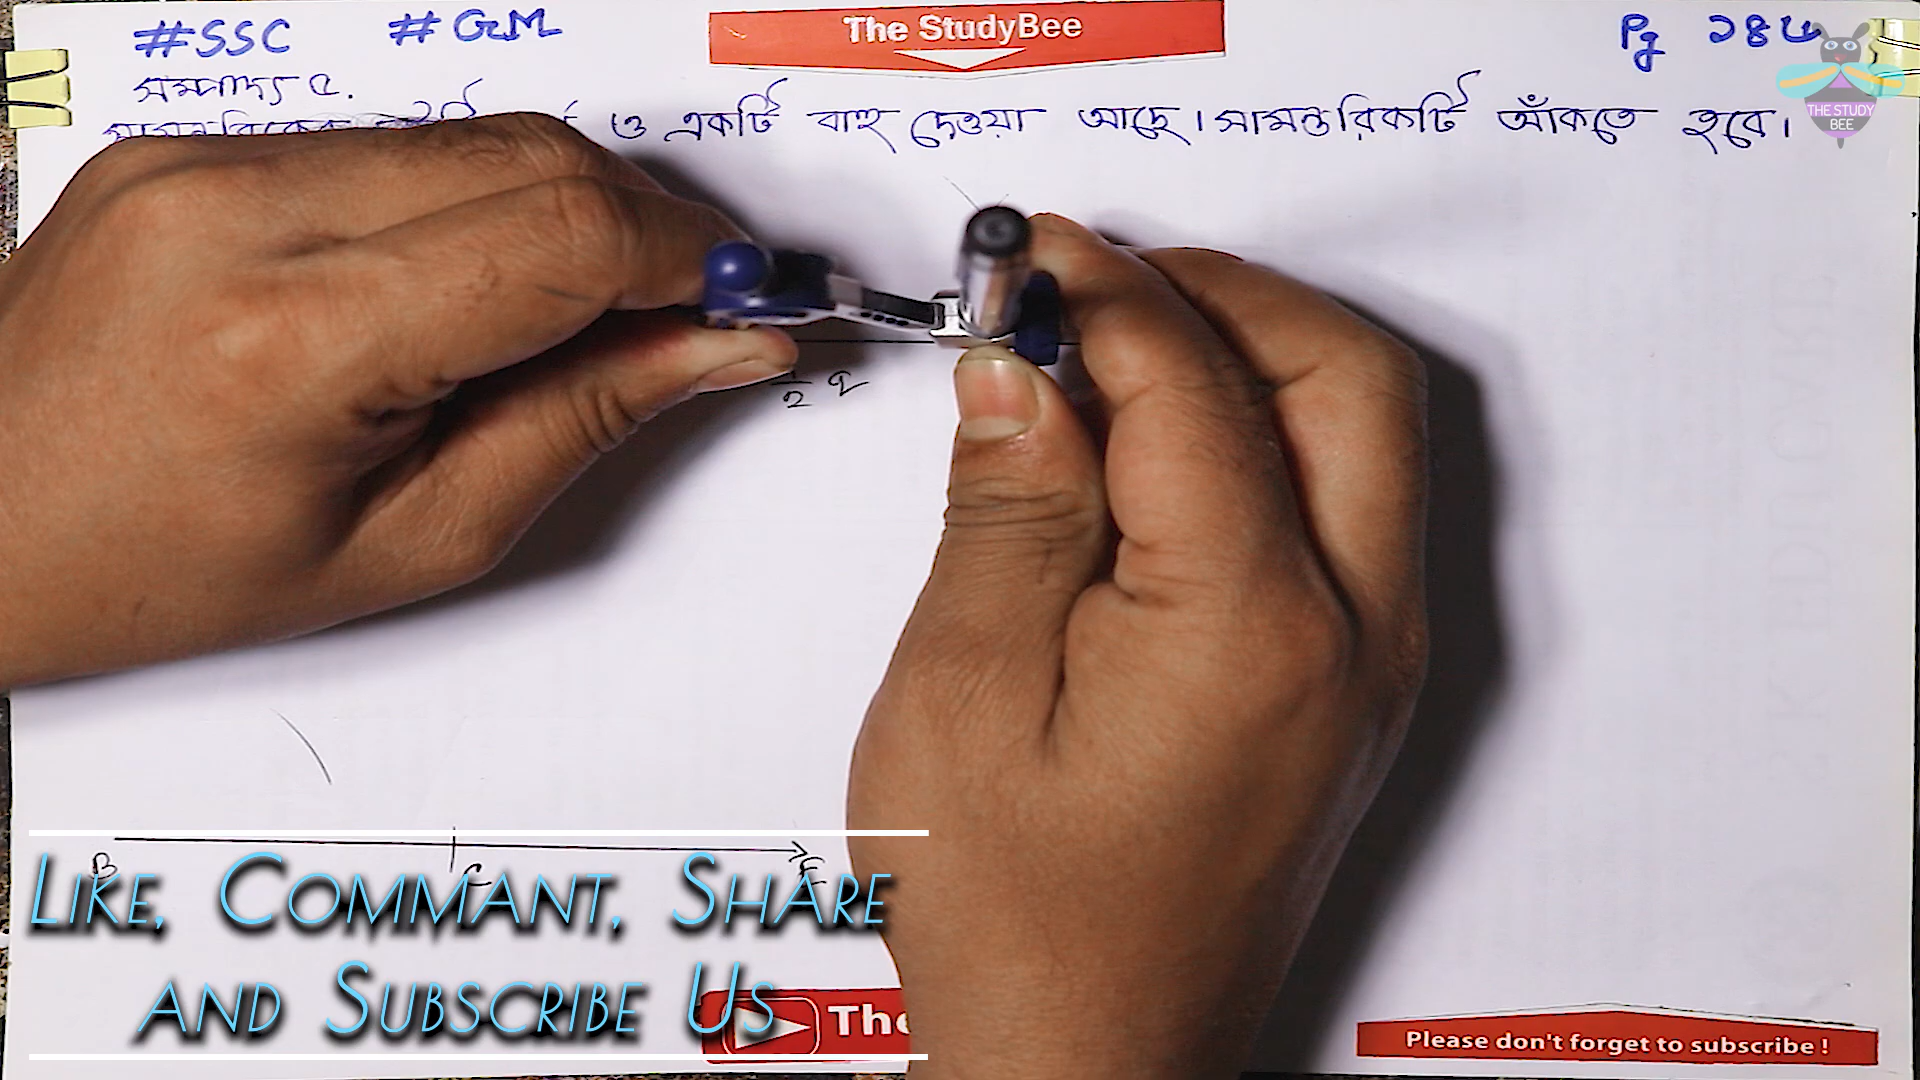 #SSC #GM The StudyBee Pg ১৪৬
সম্পাদ্য ৫.
ও একটি বাহু দেওয়া আছে। সামন্তরিকটি আঁকতে হবে।
THE STUDY
BEE
2 q
B C E
LIKE, COMMANT, SHARE
AND SUBSCRIBE US
The
Please don't forget to subscribe !